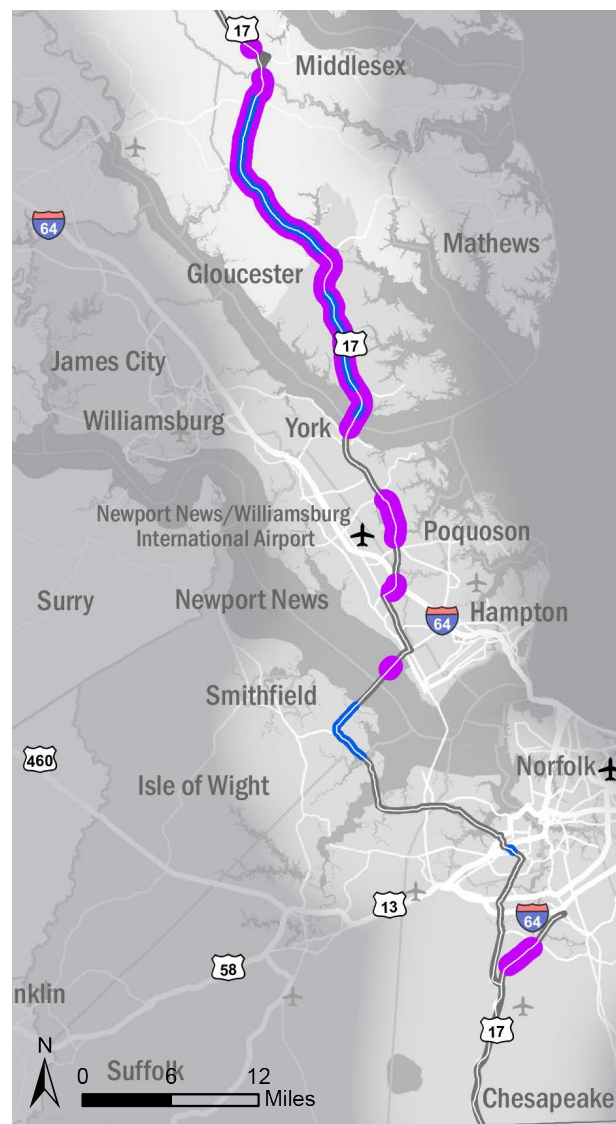 17
Middlesex
64
Mathews
Gloucester
17
James City
Williamsburg
York
Newport News/Williamsburg
International Airport
Poquoson
Surry
Newport News
64
Hampton
Smithfield
460
Isle of Wight
Norfolk
13
64
58
nklin
17
N
Suffolk
0
6
12
Miles
Chesapeake